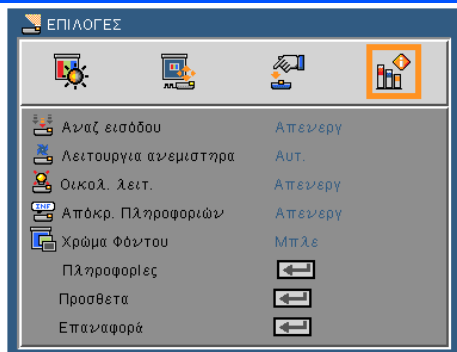 ΕΠΙΛΟΓΕΣ
Αναζ εισόδου Απενεργ
Λειτουργια ανεμιστηρα Αυτ.
Οικολ. λειτ. Απενεργ
INF Απόκρ. Πληροφοριών Απενεργ
Χρώμα Φόντου Μπλε
Πληροφορίες
Προσθετα
Επαναφορά